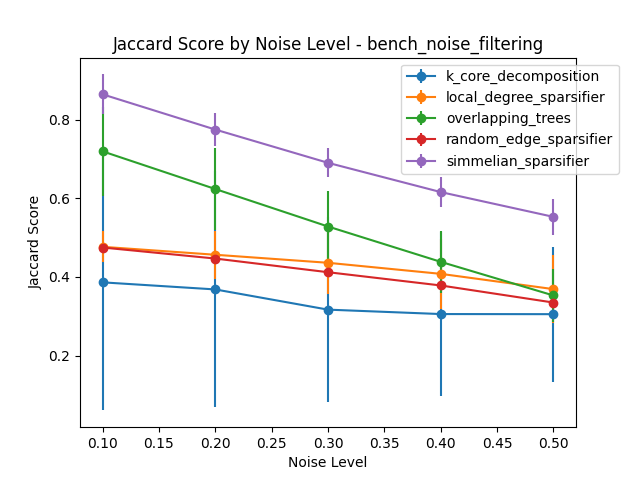 Jaccard Score by Noise Level - bench_noise_filtering
k_core_decomposition
local_degree_sparsifier
overlapping_trees
random_edge_sparsifier
simmelian_sparsifier
Jaccard Score
0.8
0.6
0.4
0.2
0.10 0.15 0.20 0.25 0.30 0.35 0.40 0.45 0.50
Noise Level